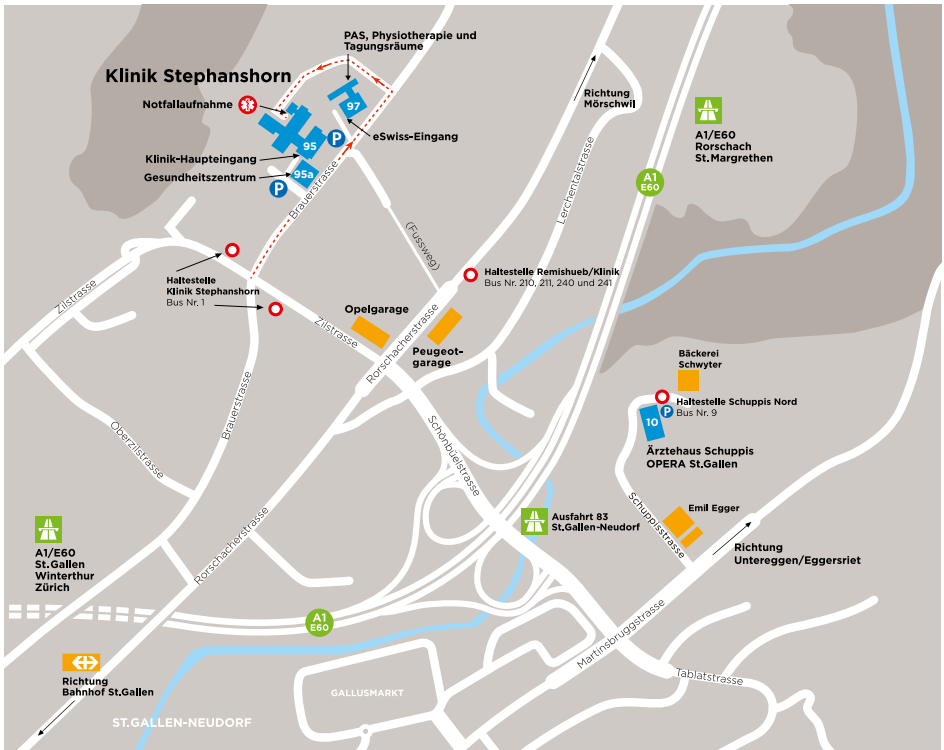 PAS, Physiotherapie und
Tagungsräume
Klinik Stephanshorn
Notfallaufnahme
97
eSwiss-Eingang
95
P
Klinik-Haupteingang
Gesundheitszentrum
95a
P
Brauerstrasse
(Fussweg)
Richtung
Mörschwil
Lerchentalstrasse
A1/E60
Rorschach
St.Margrethen
A1
E60
Haltestelle
Klinik Stephanshorn
Bus Nr. 1
Zilstrasse
Zilstrasse
Haltestelle Remishueb/Klinik
Bus Nr. 210, 211, 240 und 241
Opelgarage
Rorschacherstrasse
Peugeot-
garage
Bäckerei
Schwyter
Haltestelle Schuppis Nord
Bus Nr. 9
P
10
Ärztehaus Schuppis
OPERA St.Gallen
Brauerstrasse
Oberzilstrasse
Schönbüelstrasse
Schuppisstrasse
Emil Egger
Ausfahrt 83
St.Gallen-Neudorf
Richtung
Untereggen/Eggersriet
A1/E60
St.Gallen
Winterthur
Zürich
Rorschacherstrasse
A1
E60
Martinsbruggstrasse
Tablatstrasse
Richtung
Bahnhof St.Gallen
GALLUSMARKT
ST.GALLEN-NEUDORF